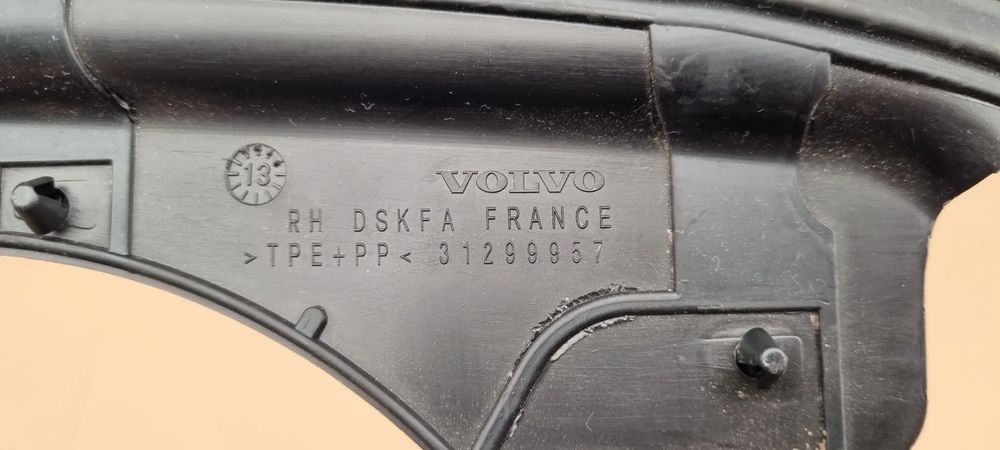 13
VOLVO
RH DSKFA FRANCE
>TPE+PP< 31299957